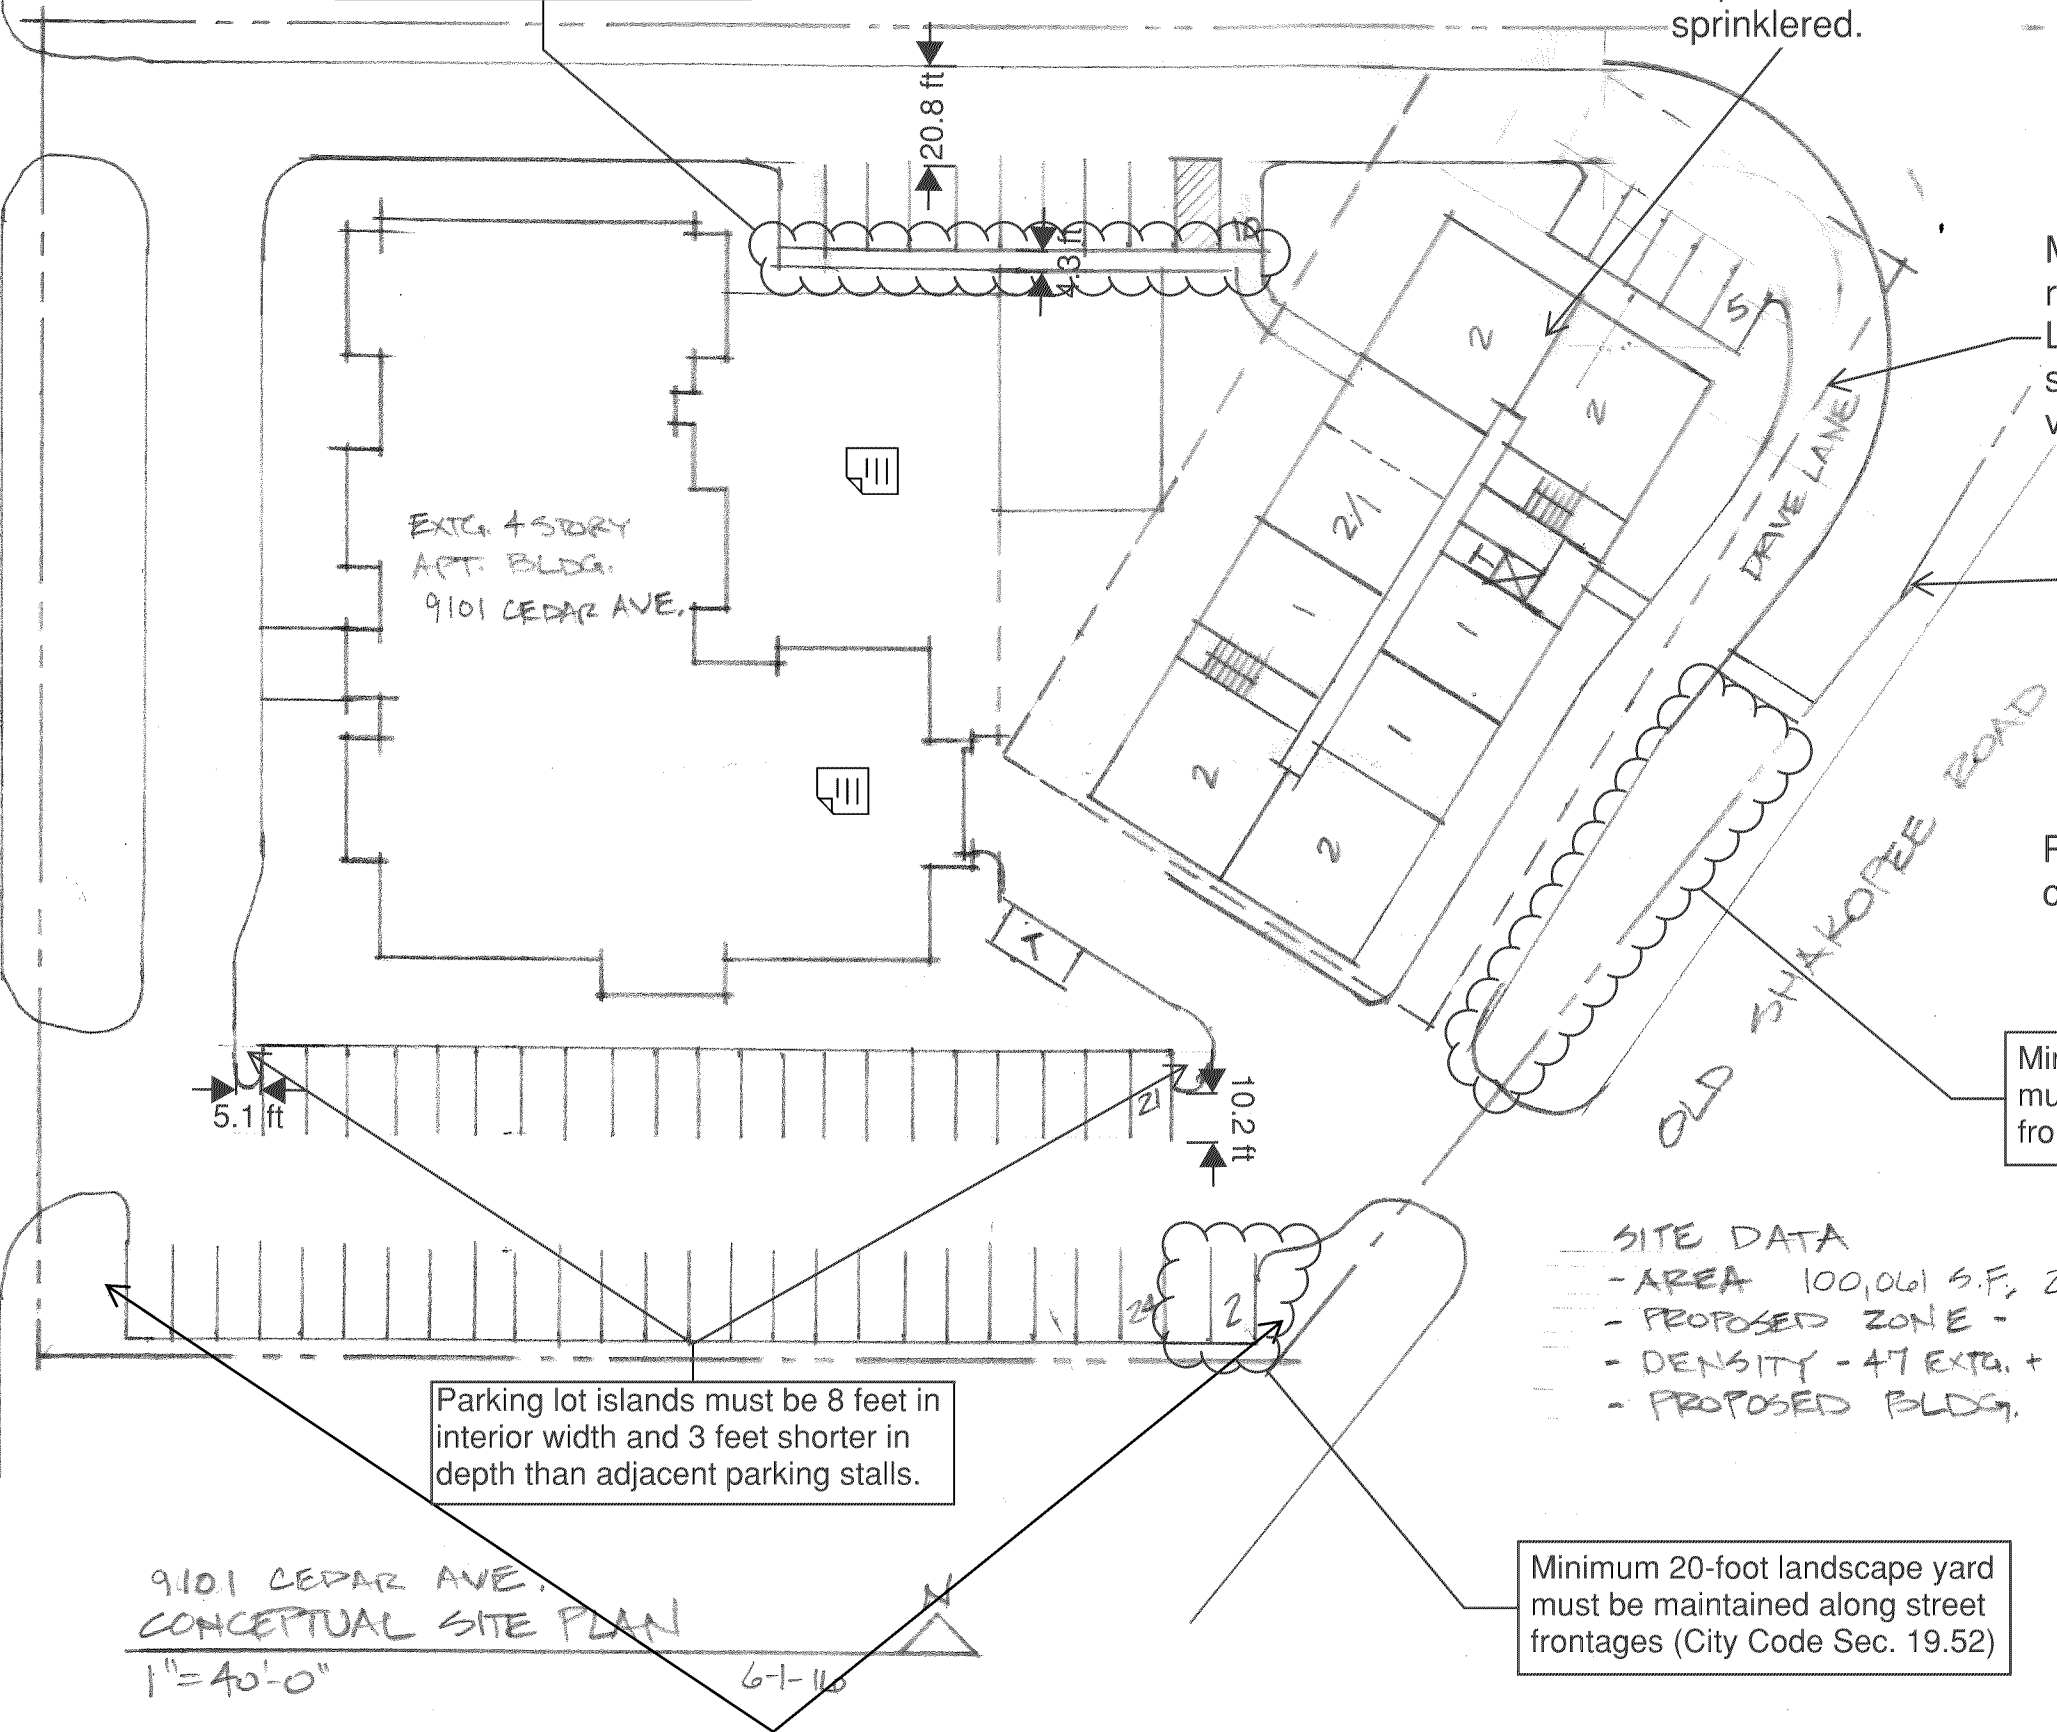 sprinklered.
20.8 ft
4.3 ft
5
2
2
EXTG. 4 STORY
APT. BLDG.
9101 CEDAR AVE.
2/1
T
1
1
1
2
2
T
DRIVE LANE
OLD SHAKOPEE ROAD
5.1 ft
21
10.2 ft
24
2
SITE DATA
- AREA 100,061 S.F.,
- PROPOSED ZONE -
- DENSITY - 47 EXTG. +
- PROPOSED BLDG.
Parking lot islands must be 8 feet in
interior width and 3 feet shorter in
depth than adjacent parking stalls.
Minimum 20-foot landscape yard
must be maintained along street
frontages (City Code Sec. 19.52)
9101 CEDAR AVE.
CONCEPTUAL SITE PLAN
N
1"=40'-0"
6-1-16